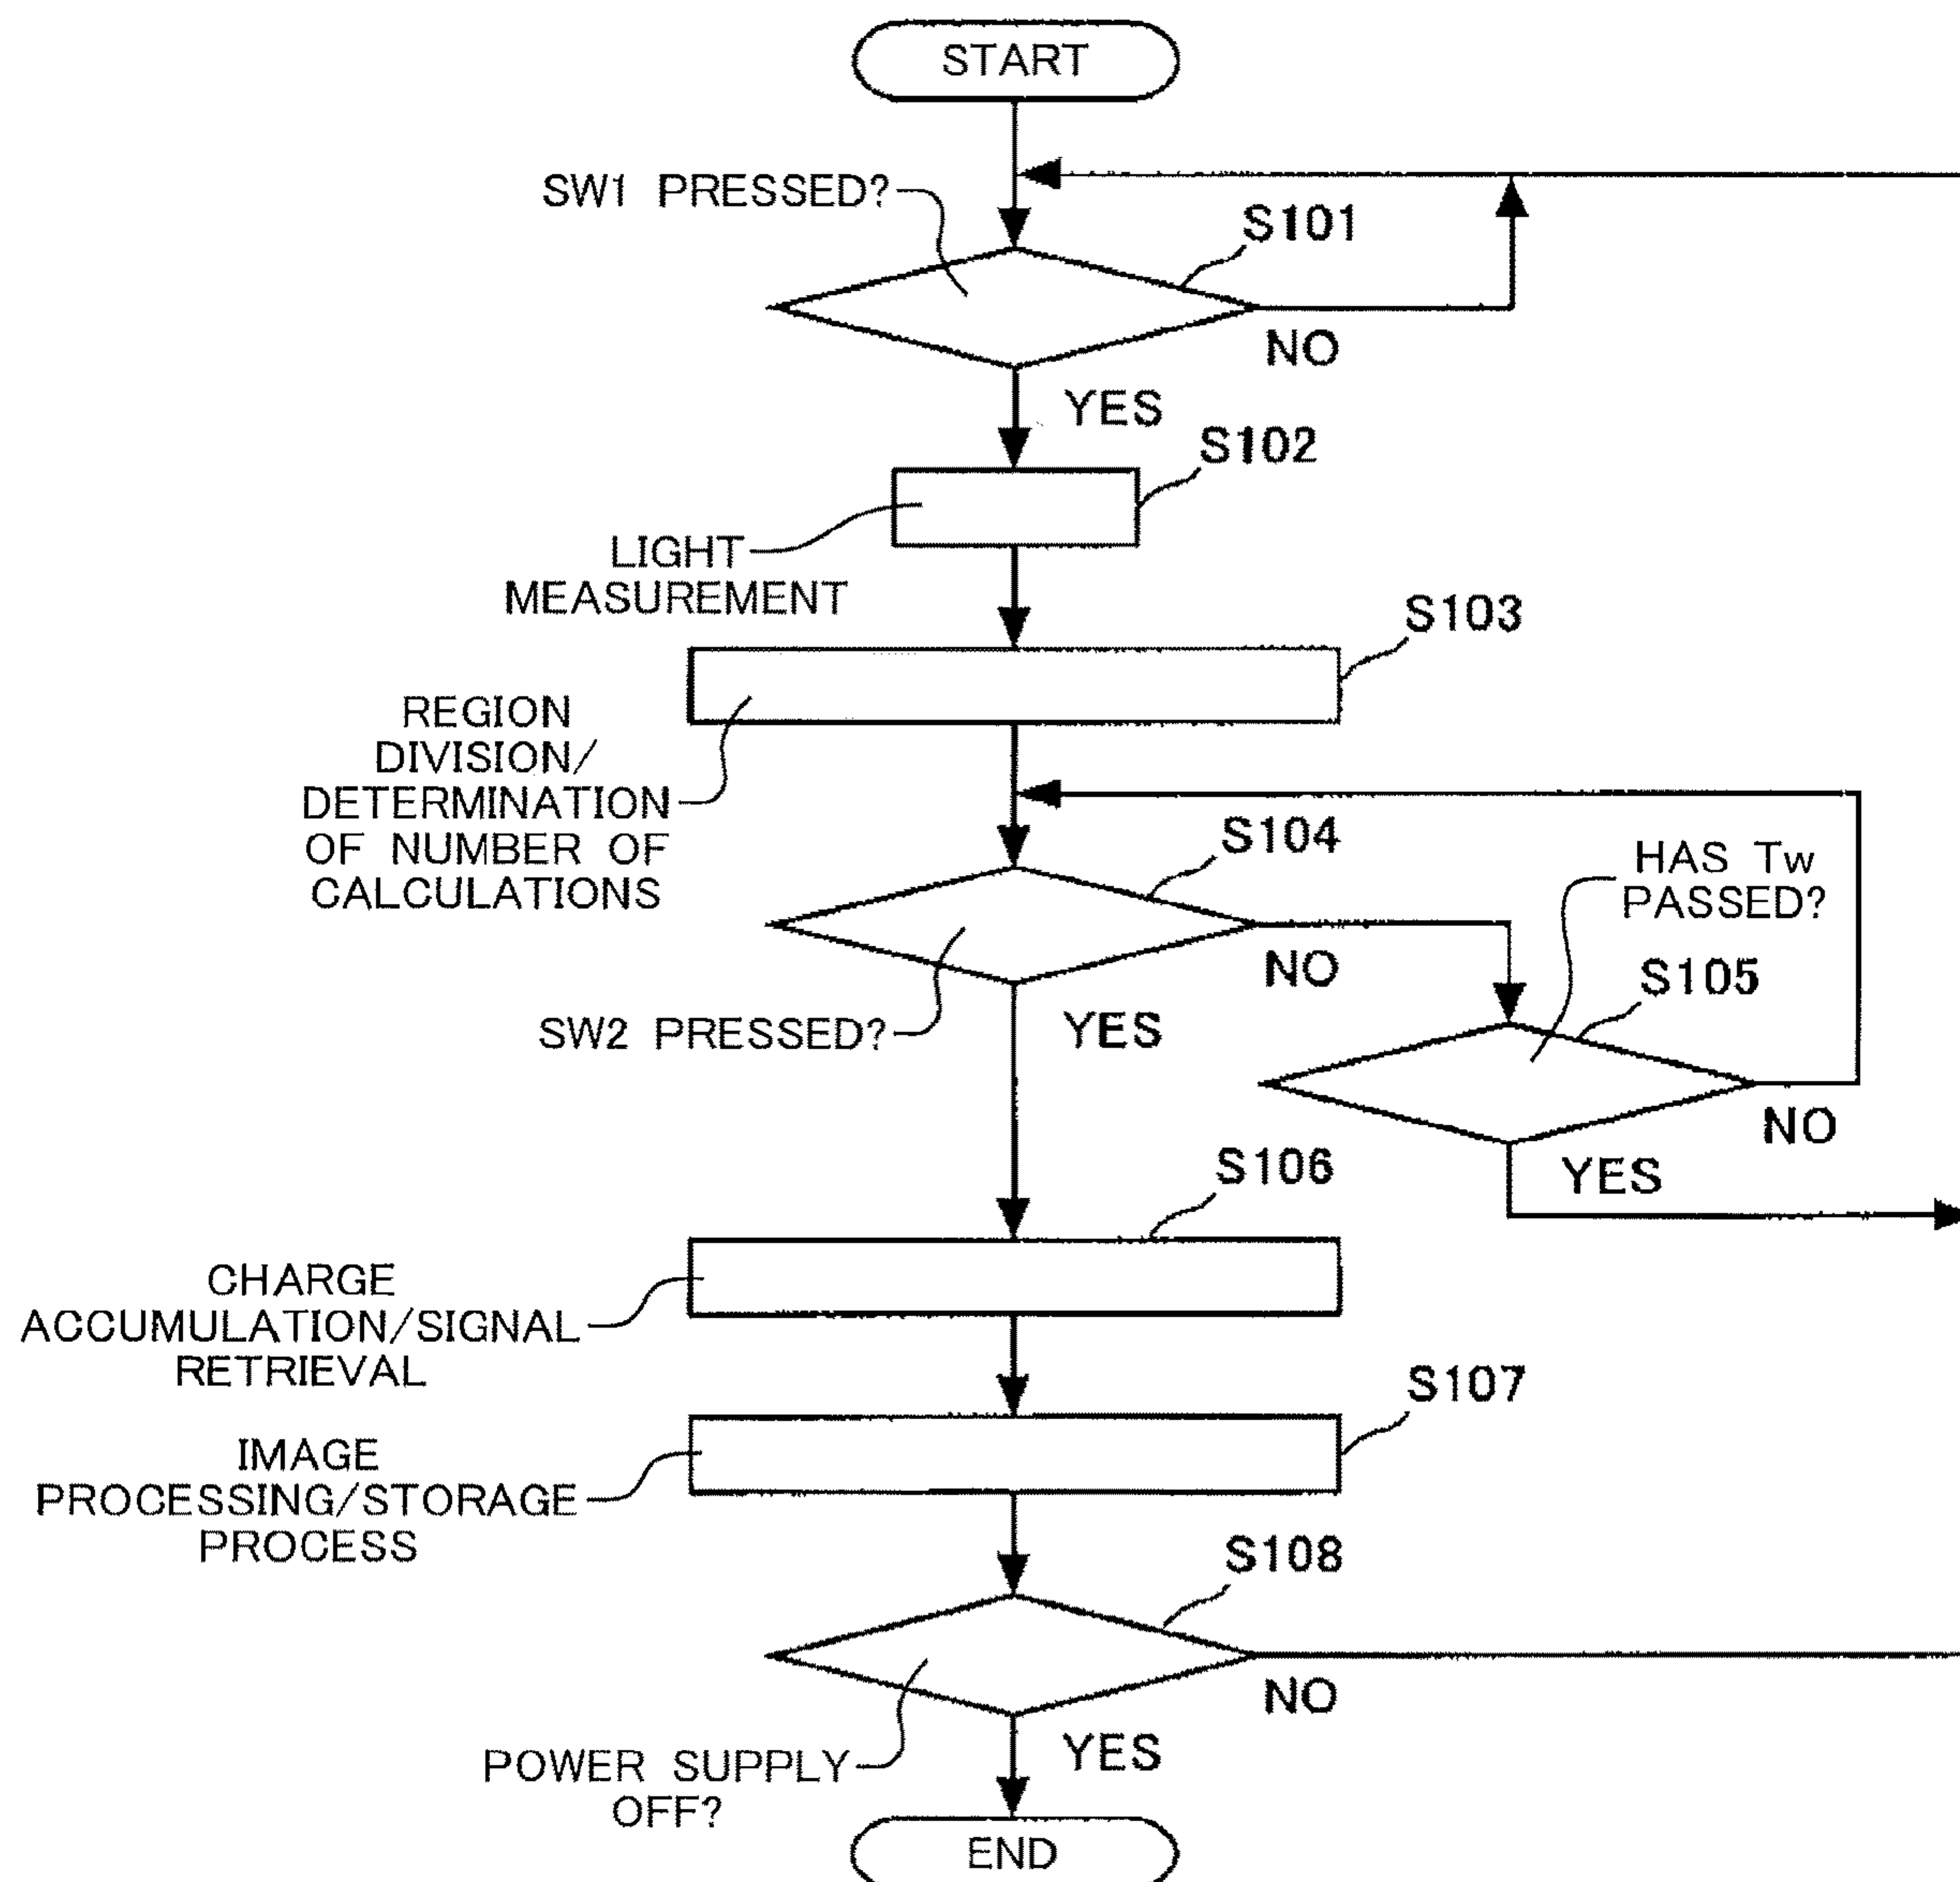 START
SW1 PRESSED?
S101
NO
YES
S102
LIGHT
MEASUREMENT
S103
REGION
DIVISION/
DETERMINATION
OF NUMBER OF
CALCULATIONS
S104
HAS Tw
PASSED?
NO
S105
SW2 PRESSED?
YES
NO
YES
S106
CHARGE
ACCUMULATION/SIGNAL
RETRIEVAL
S107
IMAGE
PROCESSING/STORAGE
PROCESS
S108
NO
POWER SUPPLY
OFF?
YES
END